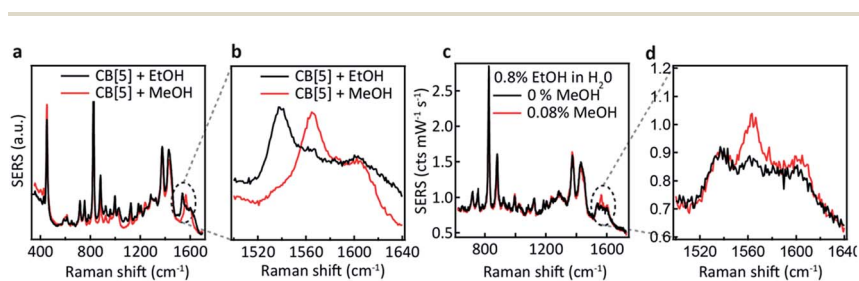 a
CB[5] + EtOH
CB[5] + MeOH
SERS (a.u.)
400 800 1200 1600
Raman shift (cm⁻¹)
b
CB[5] + EtOH
CB[5] + MeOH
1520 1560 1600 1640
Raman shift (cm⁻¹)
c
0.8% EtOH in H₂0
0 % MeOH
0.08% MeOH
SERS (cts mW⁻¹ s⁻¹)
2.5
2.0
1.5
1.0
0.5
800 1200 1600
Raman shift (cm⁻¹)
d
1.2
1.1
1.0
0.9
0.8
0.7
0.6
1520 1560 1600 1640
Raman shift (cm⁻¹)